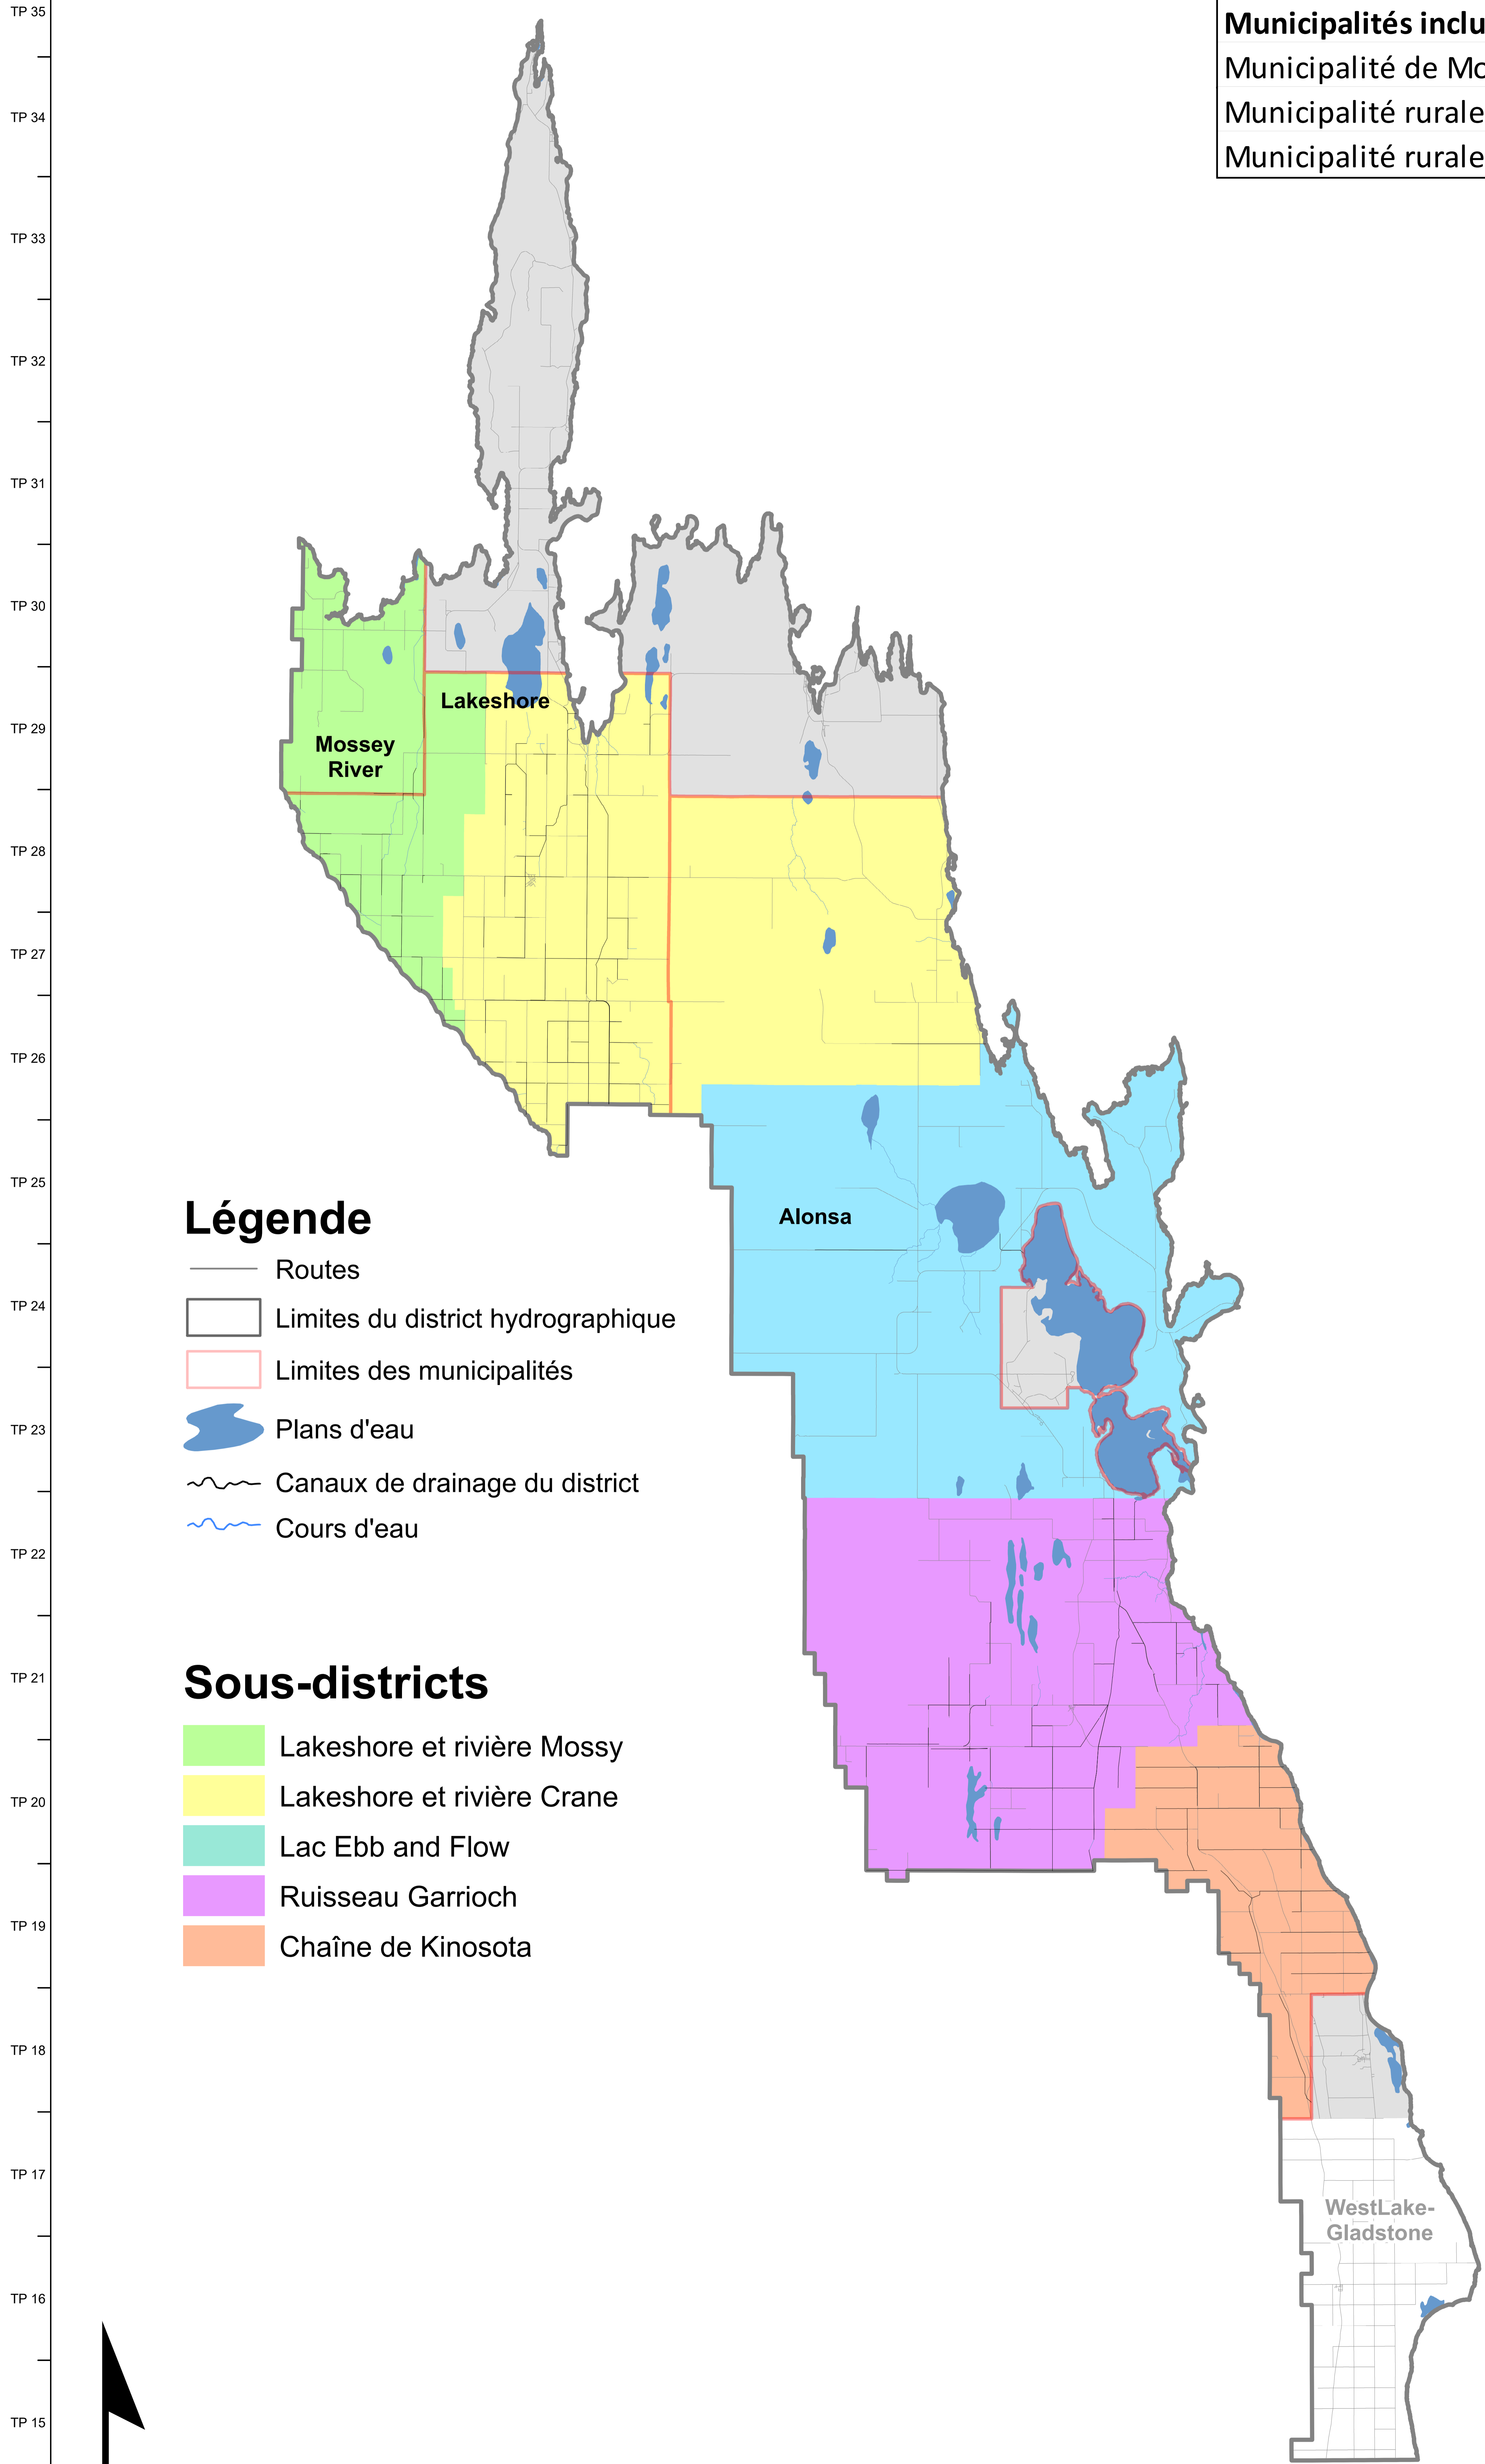 Municipalités inclu
Municipalité de Mo
Municipalité rurale
Municipalité rurale
TP 35
TP 34
TP 33
TP 32
TP 31
TP 30
TP 29
TP 28
TP 27
TP 26
TP 25
TP 24
TP 23
TP 22
TP 21
TP 20
TP 19
TP 18
TP 17
TP 16
TP 15
Lakeshore
Mossey
River
Alonsa
WestLake-
Gladstone
Légende
Routes
Limites du district hydrographique
Limites des municipalités
Plans d'eau
Canaux de drainage du district
Cours d'eau
Sous-districts
Lakeshore et rivière Mossy
Lakeshore et rivière Crane
Lac Ebb and Flow
Ruisseau Garrioch
Chaîne de Kinosota